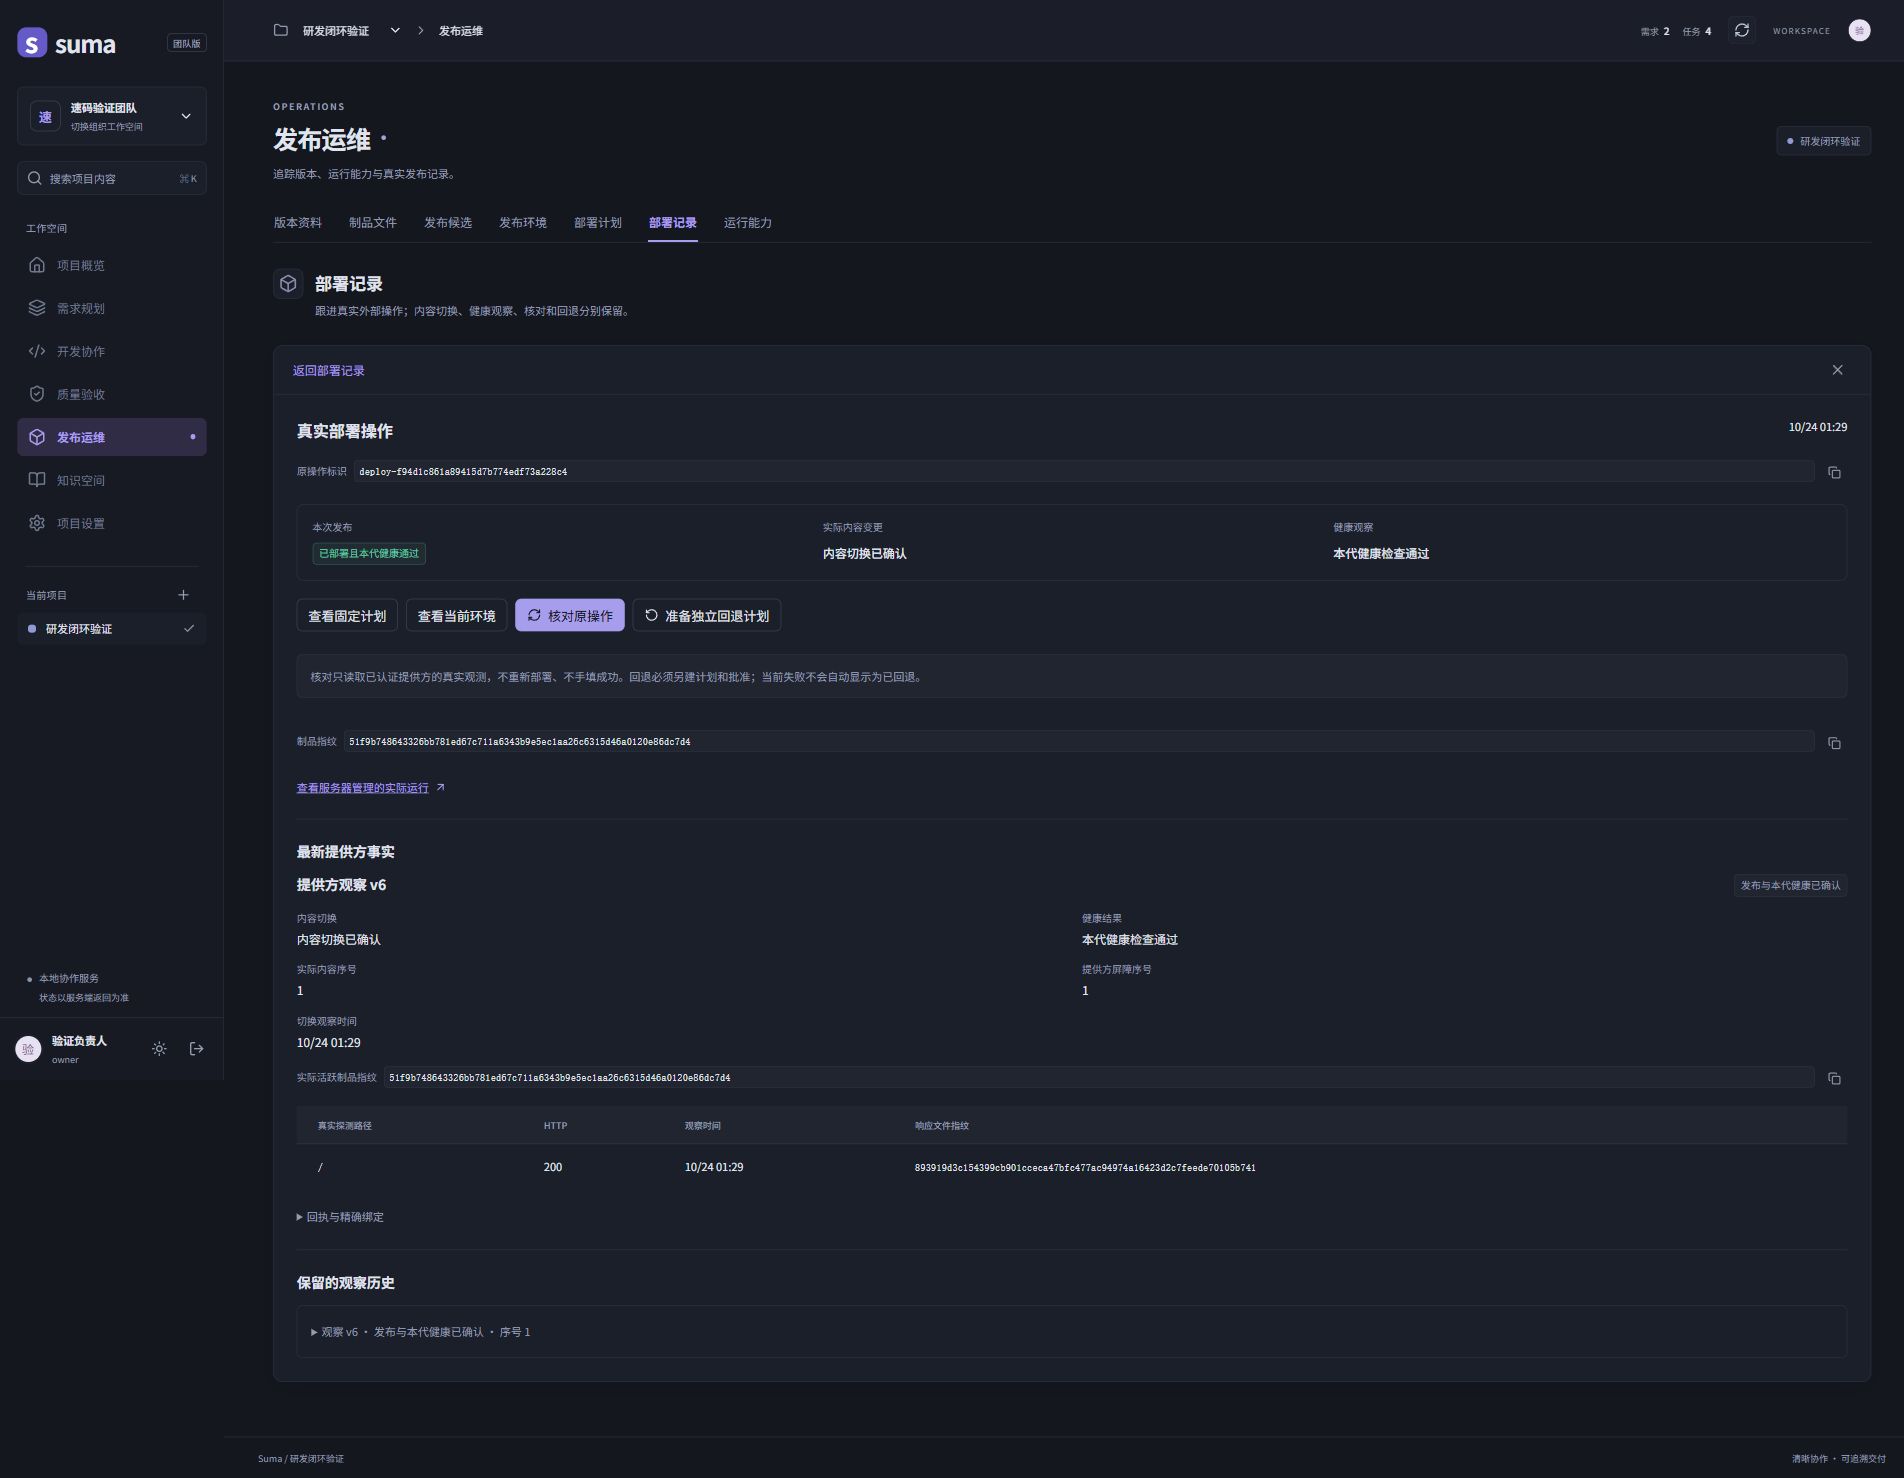 suma
团队版
速
速码验证团队
切换组织工作空间
搜索项目内容
⌘K
工作空间
项目概览
需求规划
开发协作
质量验收
发布运维
知识空间
项目设置
当前项目
研发闭环验证
本地协作服务
状态以服务端返回为准
验
验证负责人
owner
研发闭环验证
发布运维
需求 2 任务 4
WORKSPACE
验
OPERATIONS
发布运维
追踪版本、运行能力与真实发布记录。
研发闭环验证
版本资料 制品文件 发布候选 发布环境 部署计划 部署记录 运行能力
部署记录
跟进真实外部操作；内容切换、健康观察、核对和回退分别保留。
返回部署记录
真实部署操作
10/24 01:29
原操作标识 deploy-f94d1c861a89415d7b774edf73a228c4
本次发布 实际内容变更 健康观察
已部署且本代健康通过 内容切换已确认 本代健康检查通过
查看固定计划 查看当前环境 核对原操作 准备独立回退计划
核对只读取已认证提供方的真实观测，不重新部署、不手填成功。回退必须另建计划和批准；当前失败不会自动显示为已回退。
制品指纹 51f9b748643326bb781ed67c711a6343b9e5ec1aa26c6315d46a0120e86dc7d4
查看服务器管理的实际运行
最新提供方事实
提供方观察 v6
发布与本代健康已确认
内容切换 健康结果
内容切换已确认 本代健康检查通过
实际内容序号 提供方屏障序号
1 1
切换观察时间
10/24 01:29
实际活跃制品指纹 51f9b748643326bb781ed67c711a6343b9e5ec1aa26c6315d46a0120e86dc7d4
真实探测路径 HTTP 观察时间 响应文件指纹
/ 200 10/24 01:29 893919d3c154399cb901cceca47bfc477ac94974a16423d2c7feede70105b741
回执与精确绑定
保留的观察历史
观察 v6 · 发布与本代健康已确认 · 序号 1
Suma / 研发闭环验证
清晰协作 · 可追溯交付